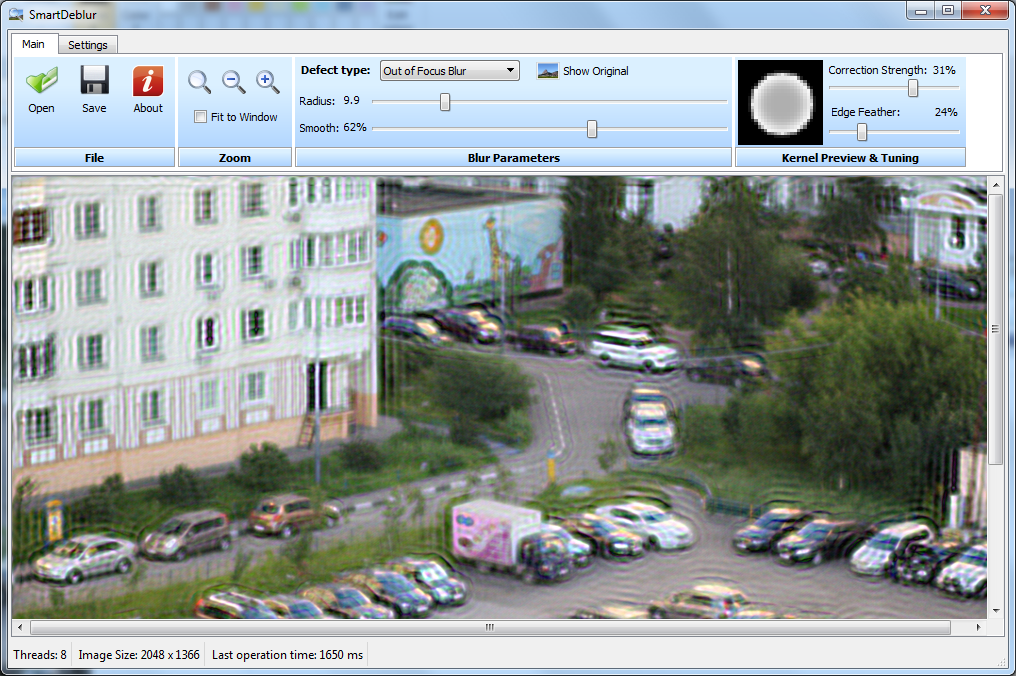 SmartDeblur
Main
Settings
Open
Save
About
File
Fit to Window
Zoom
Defect type:
Out of Focus Blur
Show Original
Radius: 9.9
Smooth: 62%
Blur Parameters
Correction Strength: 31%
Edge Feather: 24%
Kernel Preview & Tuning
Threads: 8
Image Size: 2048 x 1366
Last operation time: 1650 ms